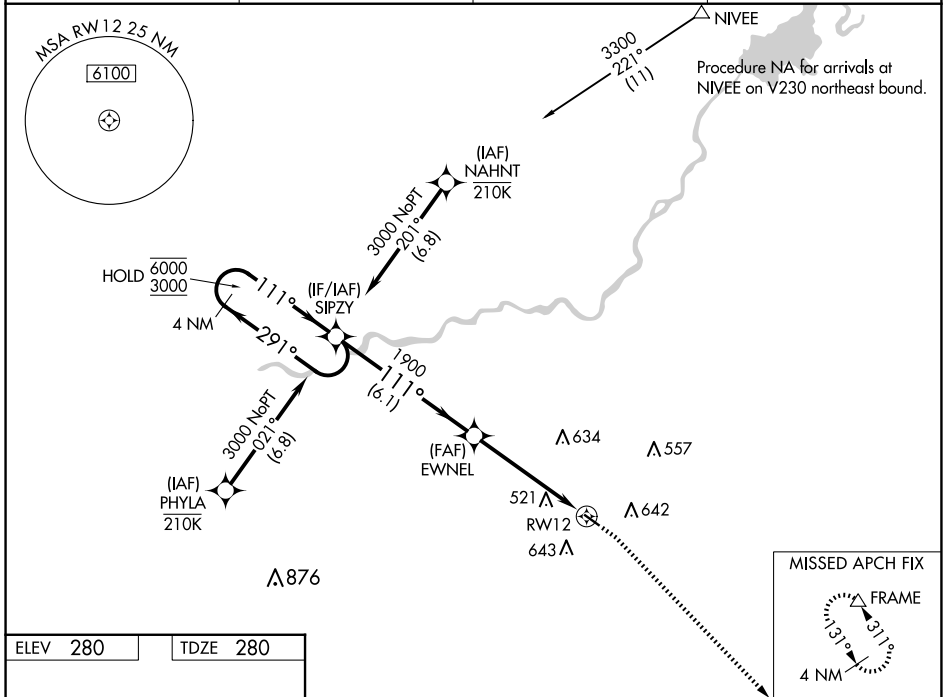 MSA RW12 25 NM
6100
NIVEE
3300
221°
(11)
Procedure NA for arrivals at
NIVEE on V230 northeast bound.
(IAF)
NAHNT
210K
3000 NoPT
201°
(6.8)
HOLD 6000
3000
111°
4 NM
291°
(IF/IAF)
SIPZY
1900
111°
(6.1)
3000 NoPT
021°
(6.8)
(IAF)
PHYLA
210K
(FAF)
EWNEL
634
557
521
RW12
642
643
876
MISSED APCH FIX
FRAME
131°
311°
4 NM
ELEV 280
TDZE 280